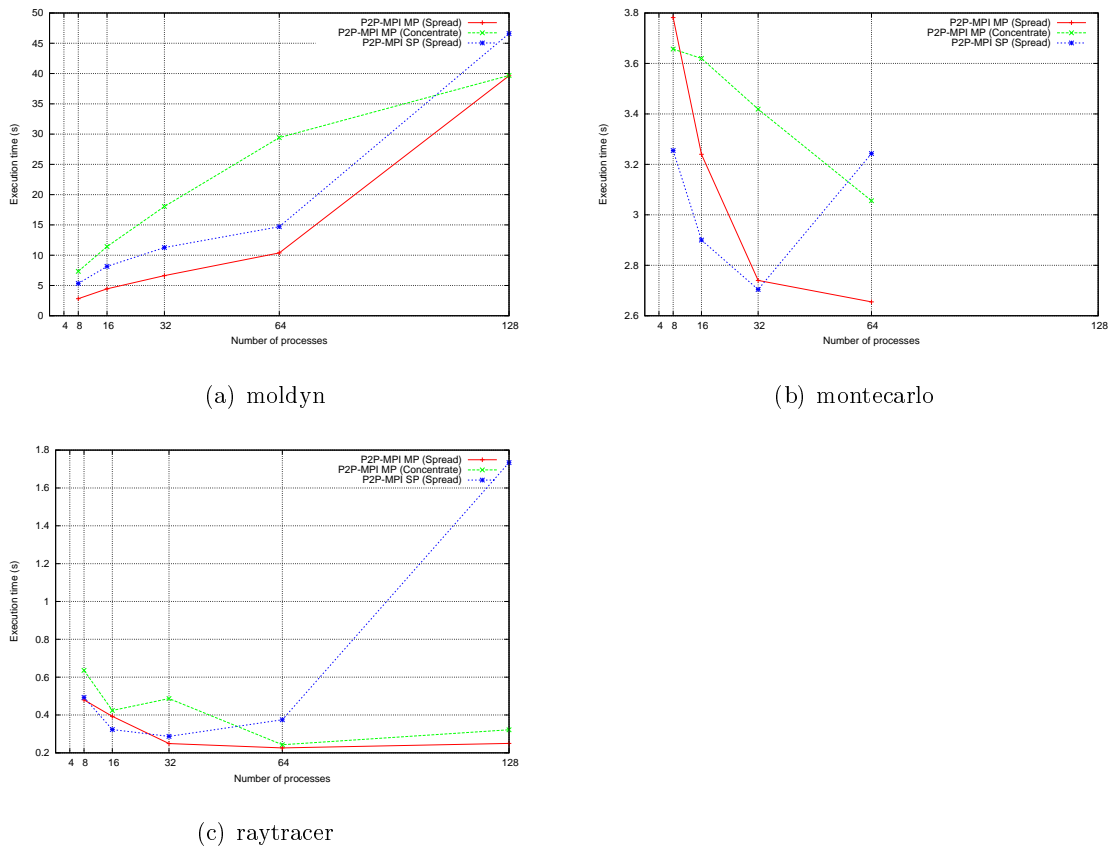 50
45
40
35
30
25
20
15
10
5
0
Execution time (s)
P2P-MPI MP (Spread)
P2P-MPI MP (Concentrate)
P2P-MPI SP (Spread)
4 8 16 32 64 128
Number of processes
(a) moldyn
3.8
3.6
3.4
3.2
3
2.8
2.6
Execution time (s)
P2P-MPI MP (Spread)
P2P-MPI MP (Concentrate)
P2P-MPI SP (Spread)
4 8 16 32 64 128
Number of processes
(b) montecarlo
1.8
1.6
1.4
1.2
1
0.8
0.6
0.4
0.2
Execution time (s)
P2P-MPI MP (Spread)
P2P-MPI MP (Concentrate)
P2P-MPI SP (Spread)
4 8 16 32 64 128
Number of processes
(c) raytracer